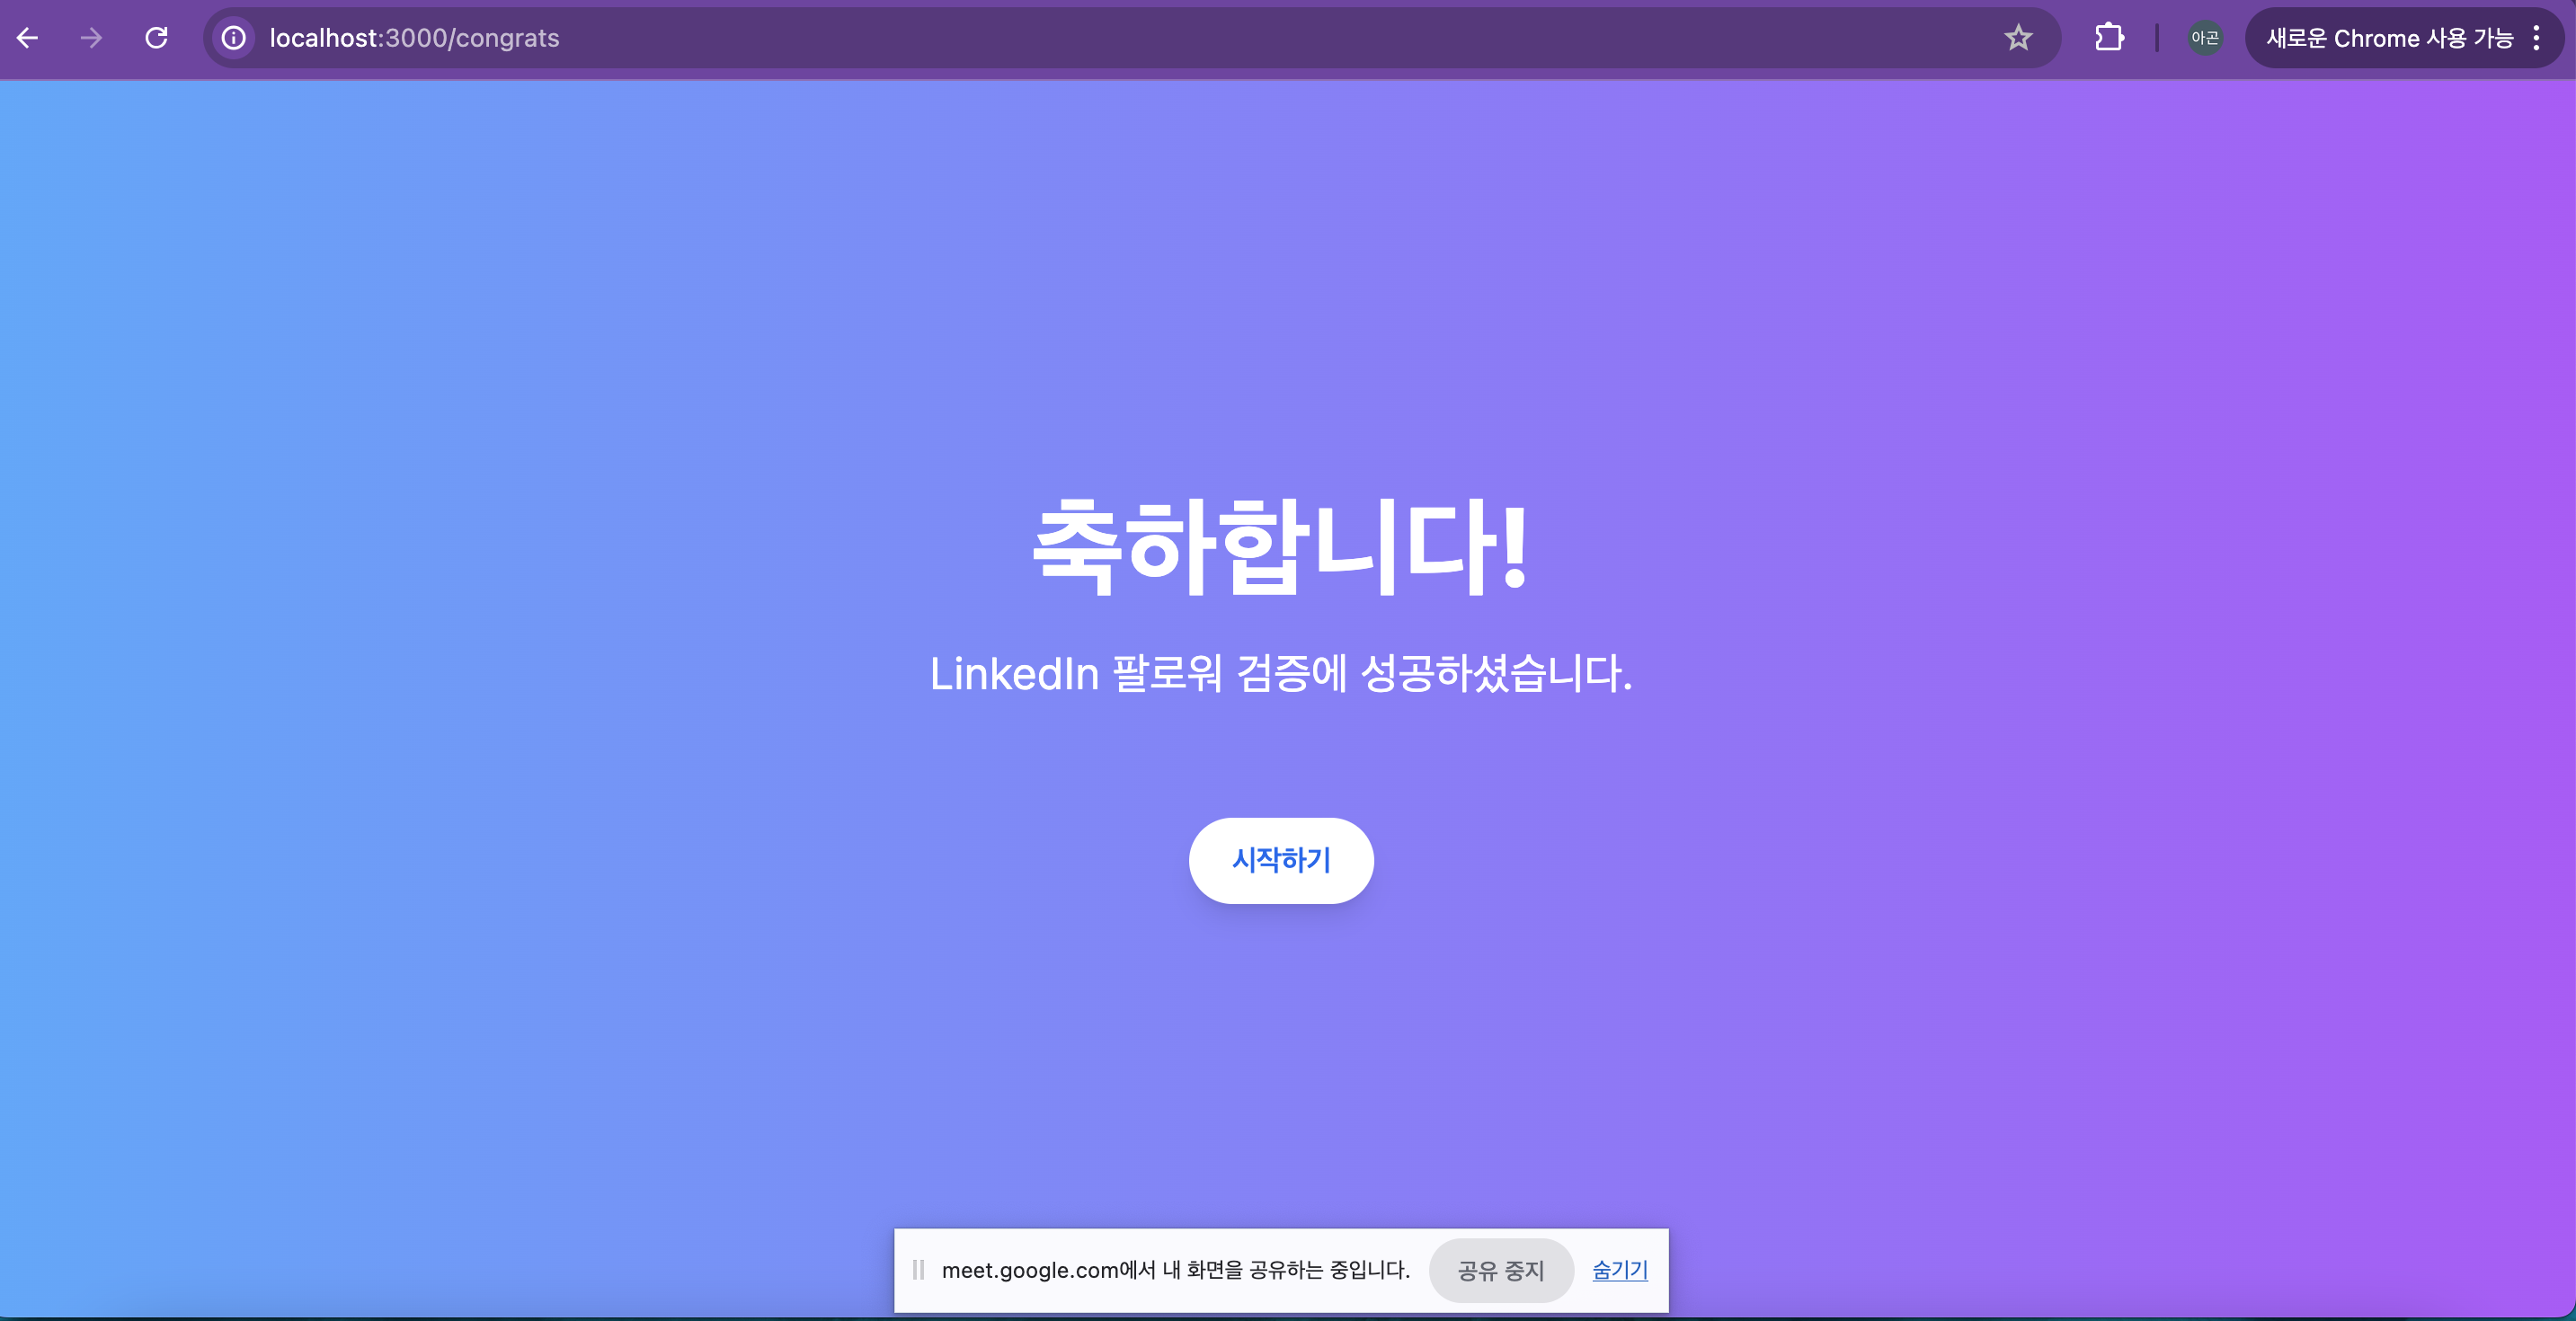 localhost:3000/congrats
아곤
새로운 Chrome 사용 가능
축하합니다!
LinkedIn 팔로워 검증에 성공하셨습니다.
시작하기
meet.google.com에서 내 화면을 공유하는 중입니다. 공유 중지 숨기기